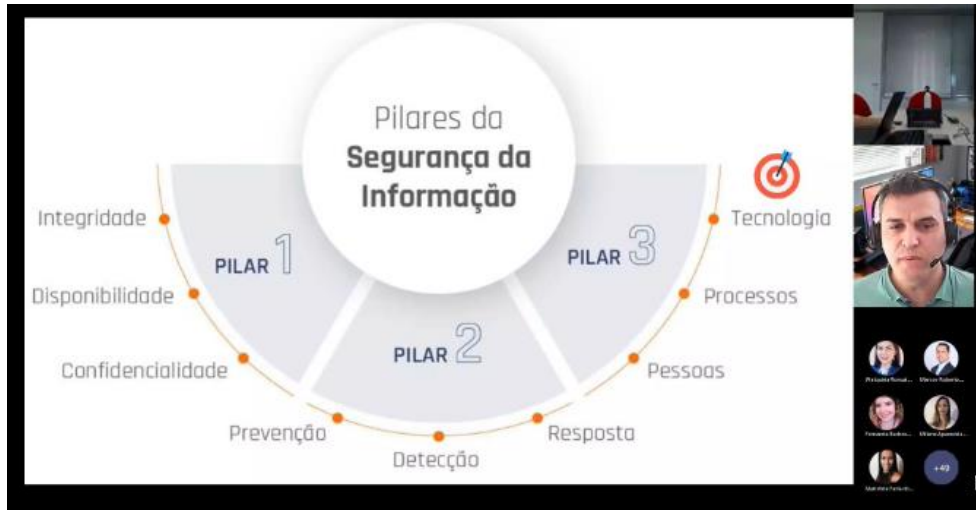 Pilares da
Segurança da
Informação
PILAR 1
Integridade
Disponibilidade
Confidencialidade
PILAR 2
Prevenção
Detecção
Resposta
PILAR 3
Tecnologia
Processos
Pessoas
+49